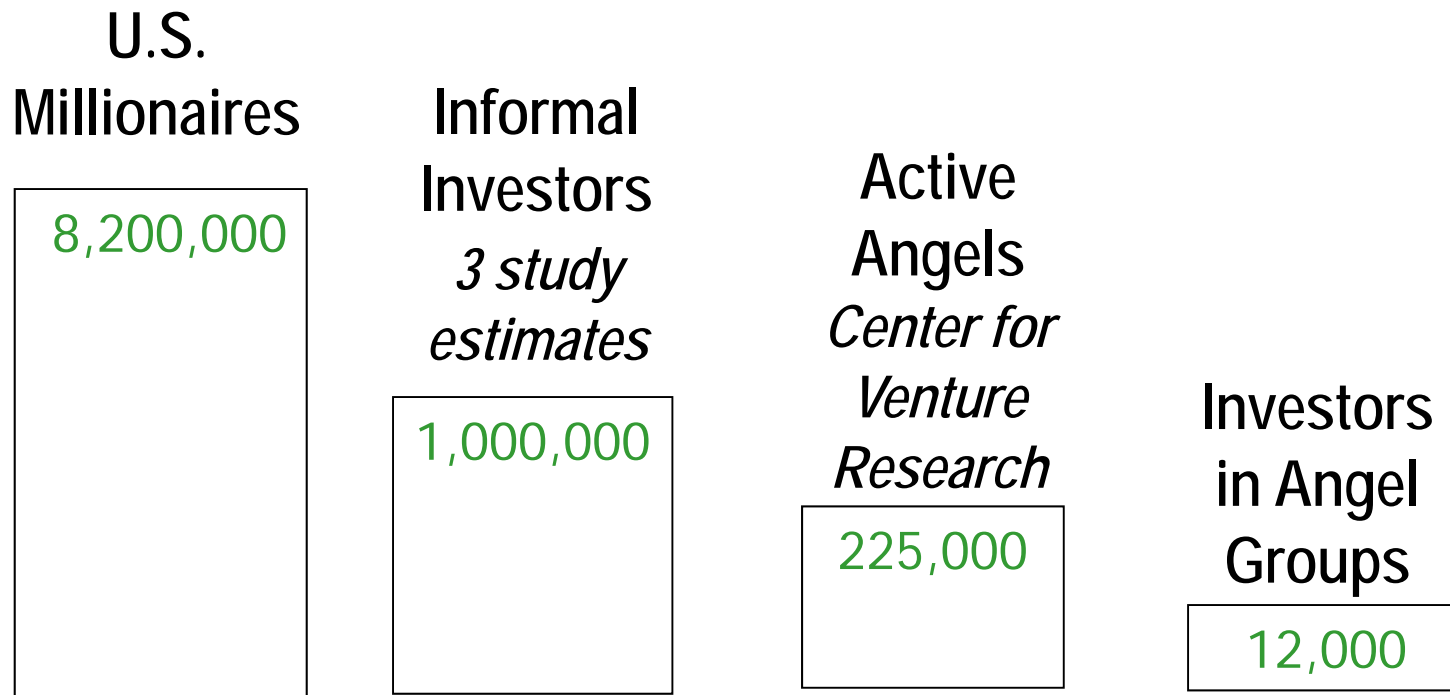 U.S.
Millionaires
8,200,000
Informal
Investors
3 study
estimates
1,000,000
Active
Angels
Center for
Venture
Research
225,000
Investors
in Angel
Groups
12,000